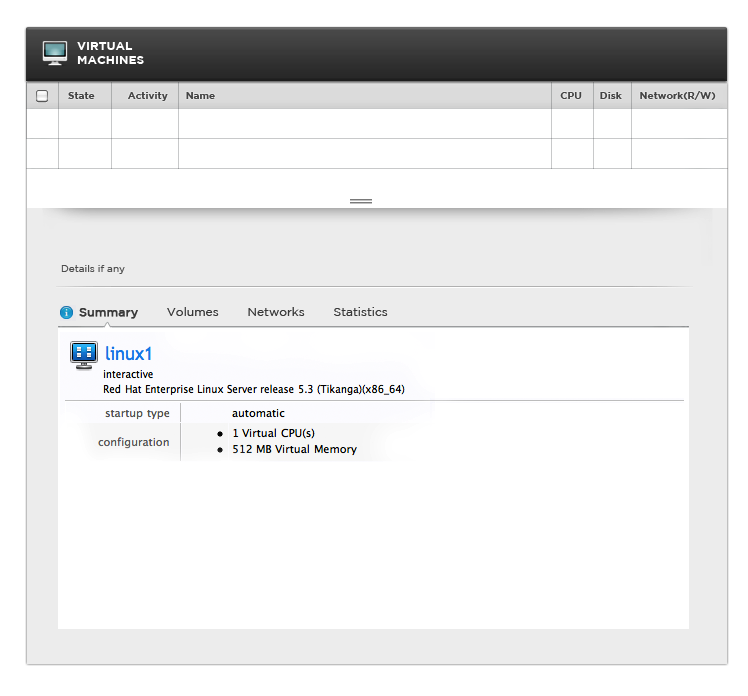 VIRTUAL
MACHINES
State Activity Name CPU Disk Network(R/W)
Details if any
i Summary Volumes Networks Statistics
linux1
interactive
Red Hat Enterprise Linux Server release 5.3 (Tikanga)(x86_64)
startup type automatic
configuration • 1 Virtual CPU(s)
• 512 MB Virtual Memory